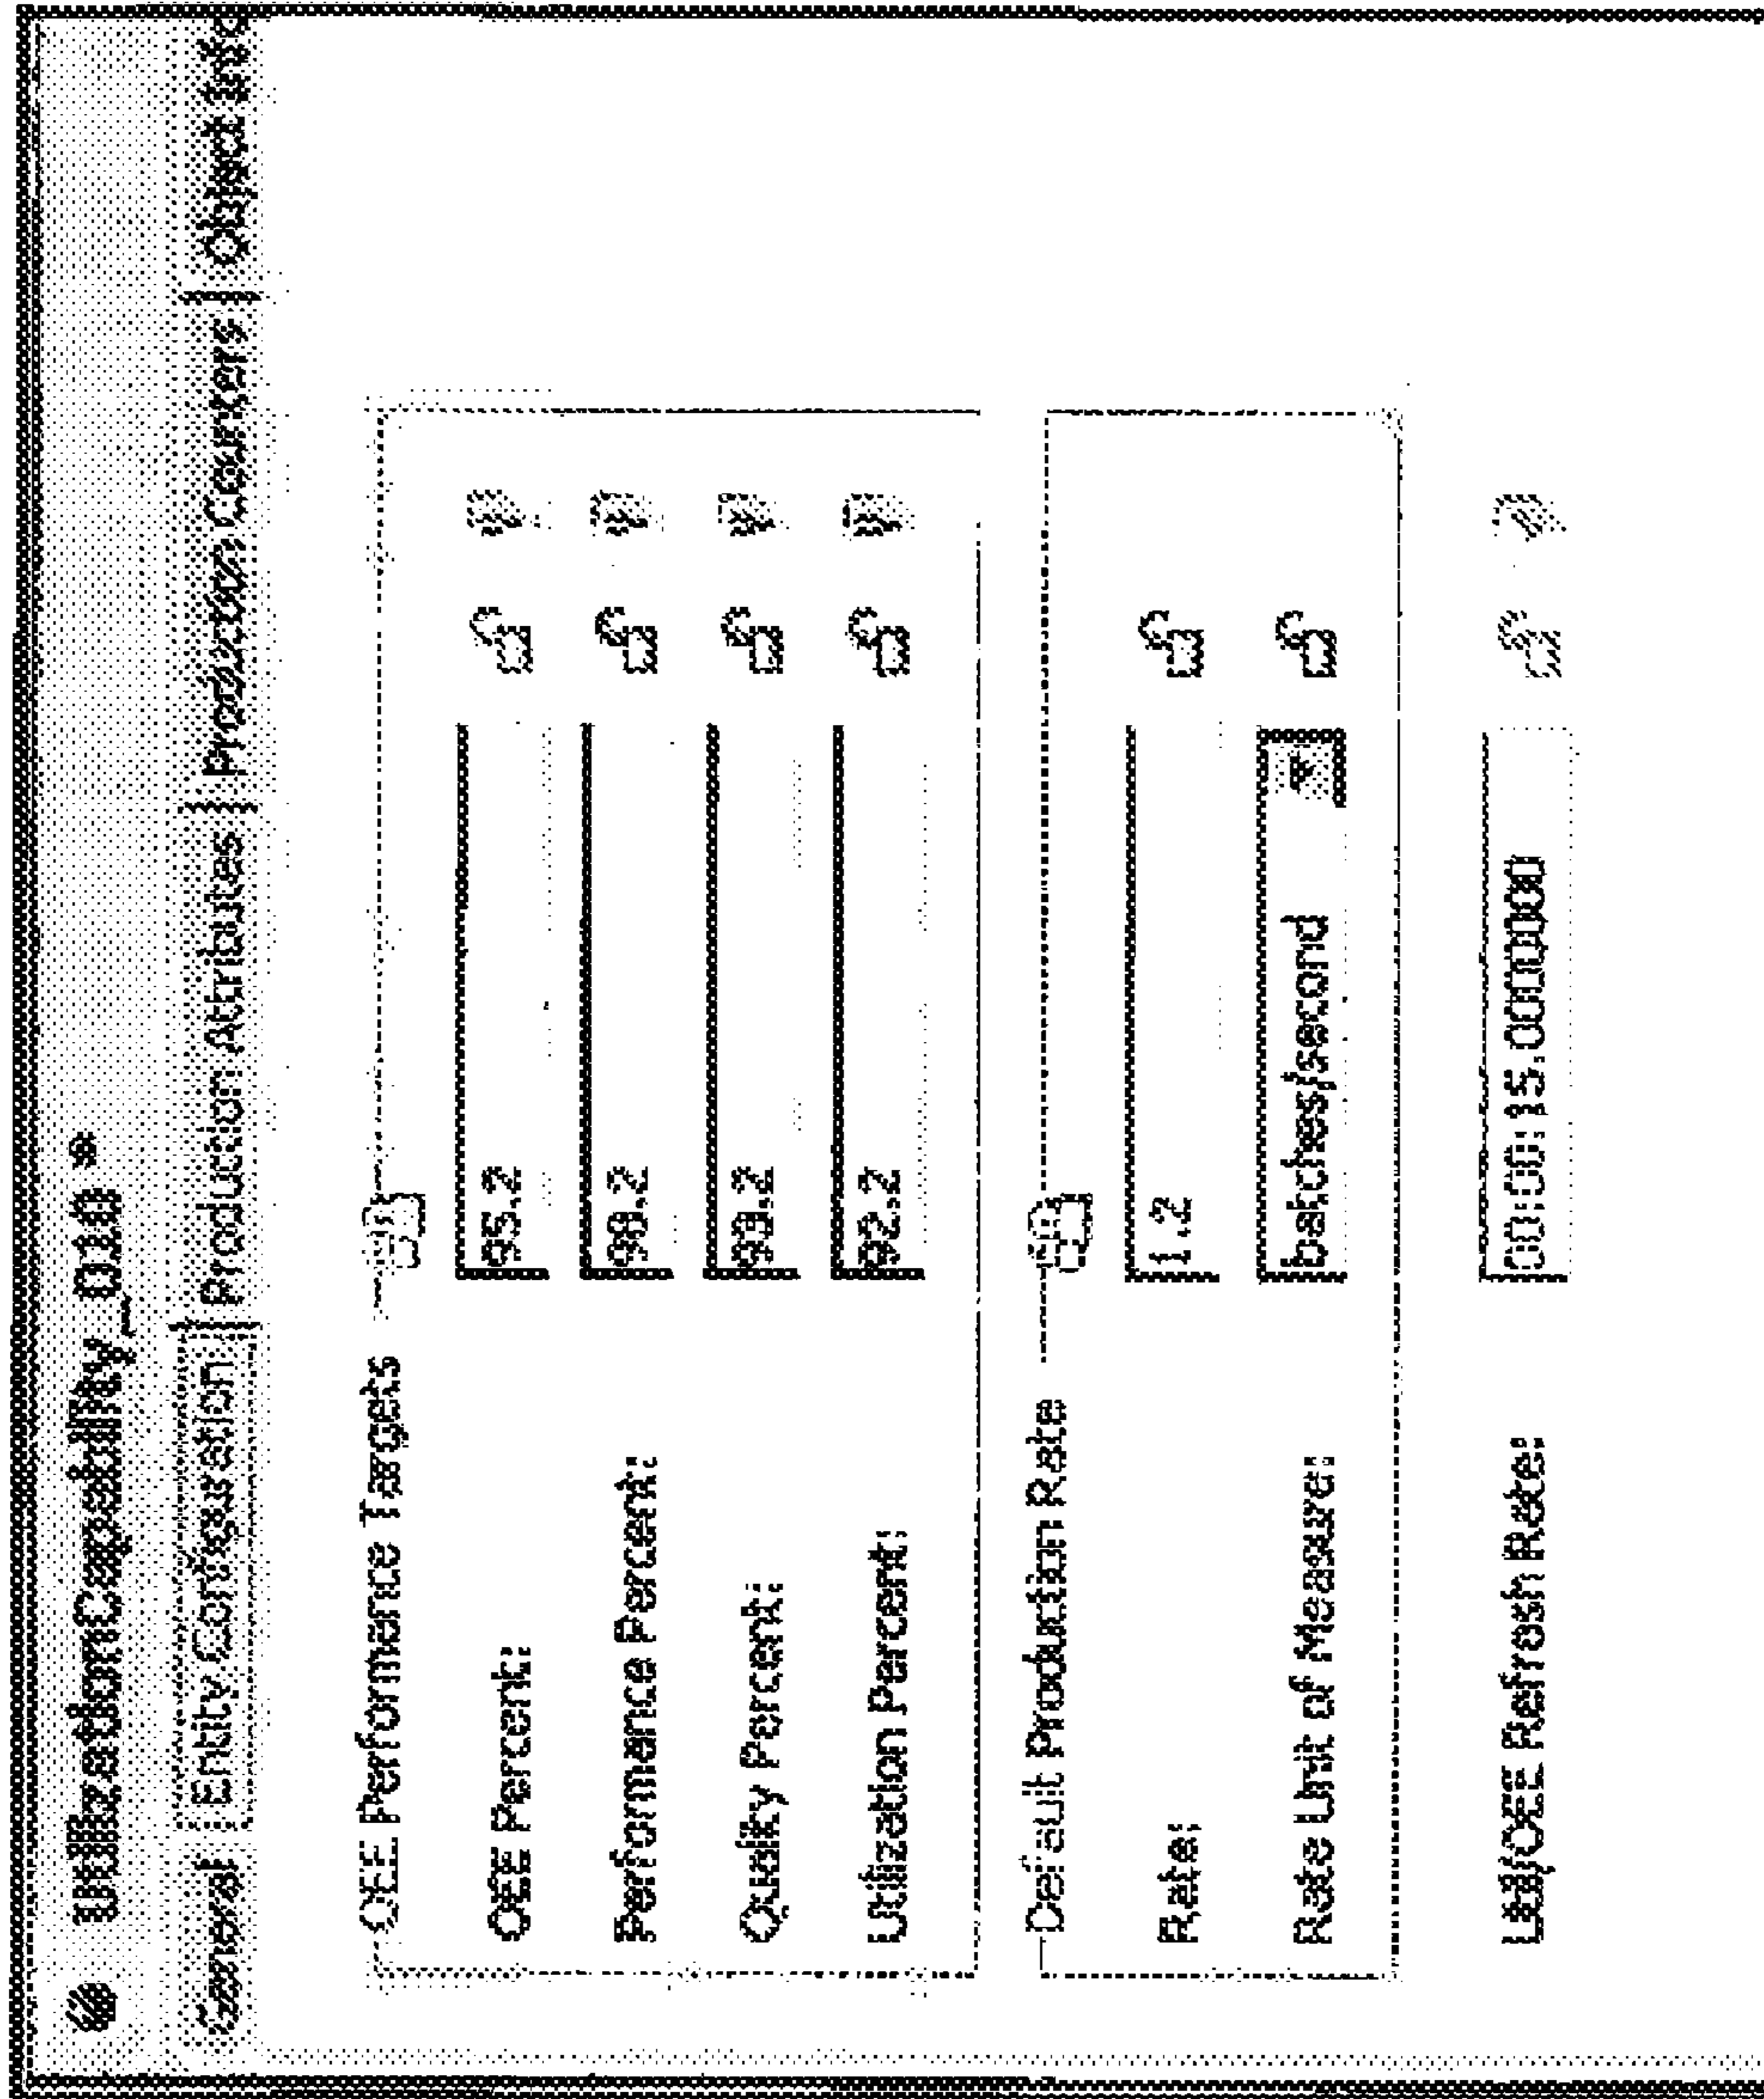 UtilizationCapability_010 *
General Entity Configuration Production Attributes Production Counters Object Info
OEE Performance Targets
OEE Percent: 95.2
Performance Percent: 98.2
Quality Percent: 99.2
Utilization Percent: 92.2
Default Production Rate
Rate: 1.2
Rate Unit of Measure: batches/second
Refresh Rate: 00:00:15.0000000